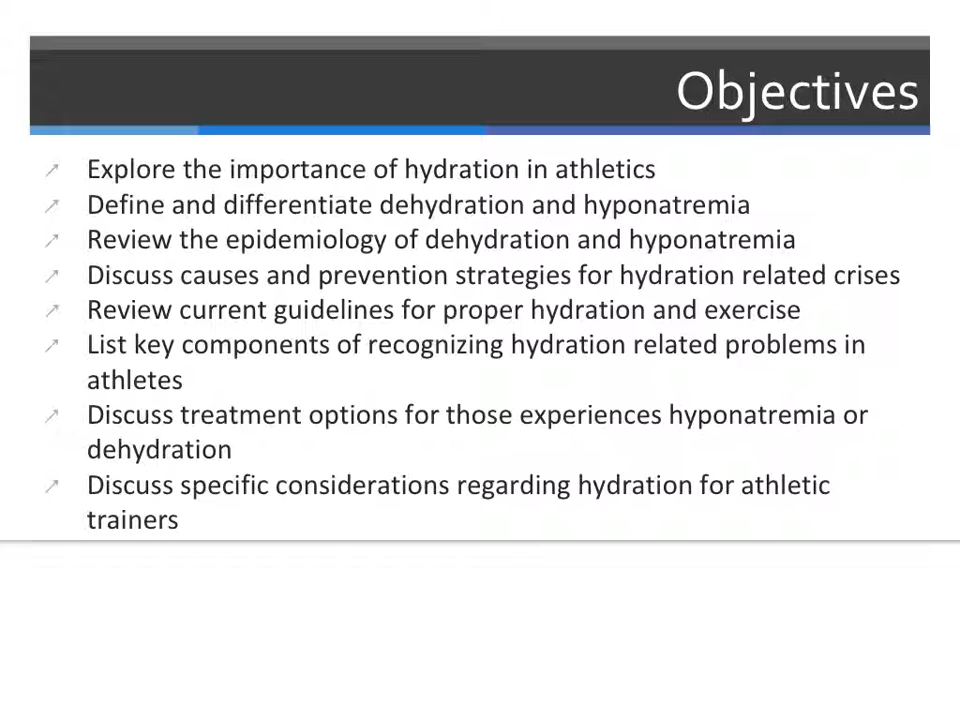 Objectives
Explore the importance of hydration in athletics
Define and differentiate dehydration and hyponatremia
Review the epidemiology of dehydration and hyponatremia
Discuss causes and prevention strategies for hydration related crises
Review current guidelines for proper hydration and exercise
List key components of recognizing hydration related problems in
athletes
Discuss treatment options for those experiences hyponatremia or
dehydration
Discuss specific considerations regarding hydration for athletic
trainers